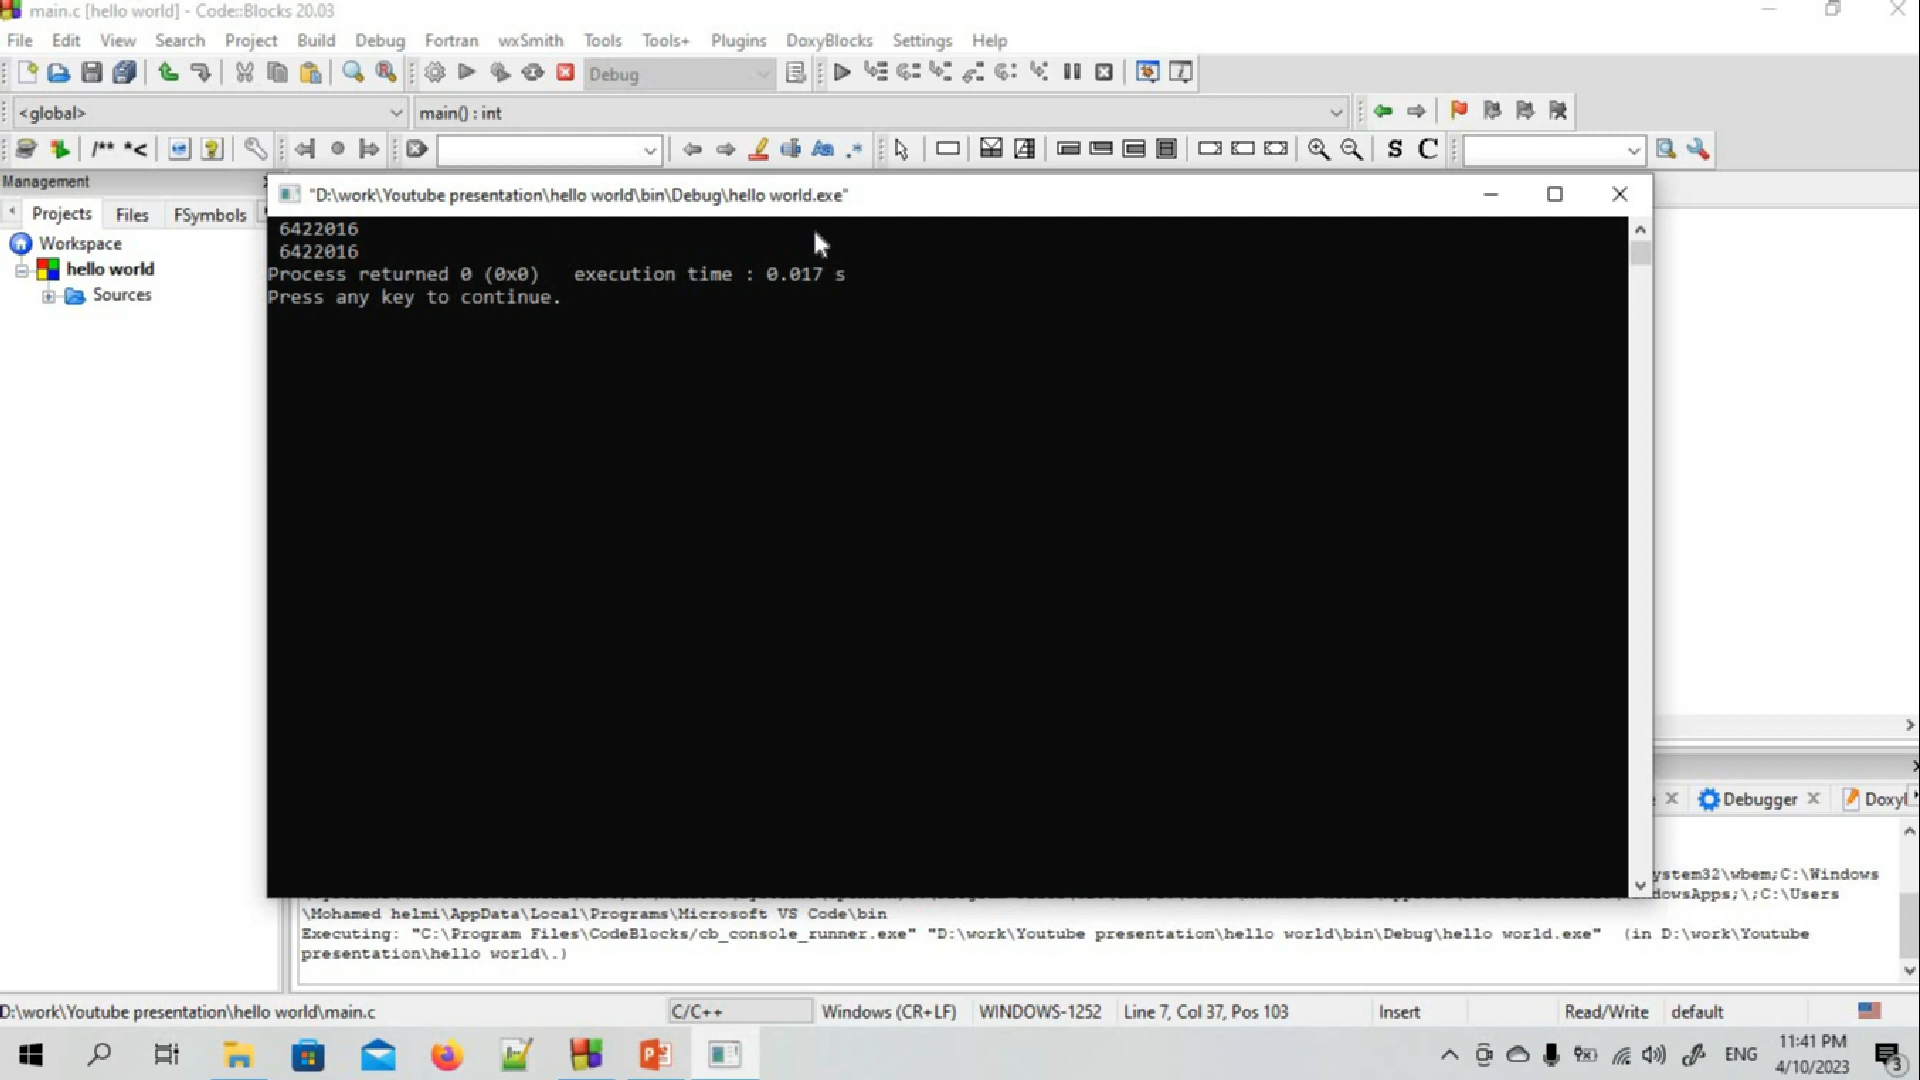 main.c [hello world] - Code::Blocks 20.03
File Edit View Search Project Build Debug Fortran wxSmith Tools Tools+ Plugins DoxyBlocks Settings Help
Debug
<global> main() : int
/** *< S C
Management
Projects Files FSymbols
Workspace
hello world
Sources
"D:\work\Youtube presentation\hello world\bin\Debug\hello world.exe"
6422016
6422016
Process returned 0 (0x0)   execution time : 0.017 s
Press any key to continue.
Debugger
ystem32\wbem;C:\Windows
dowsApps;\;C:\Users
\Mohamed helmi\AppData\Local\Programs\Microsoft VS Code\bin
Executing: "C:\Program Files\CodeBlocks/cb_console_runner.exe" "D:\work\Youtube presentation\hello world\bin\Debug\hello world.exe"  (in D:\work\Youtube
presentation\hello world\.)
D:\work\Youtube presentation\hello world\main.c C/C++ Windows (CR+LF) WINDOWS-1252 Line 7, Col 37, Pos 103 Insert Read/Write default
ENG
11:41 PM
4/10/2023
3